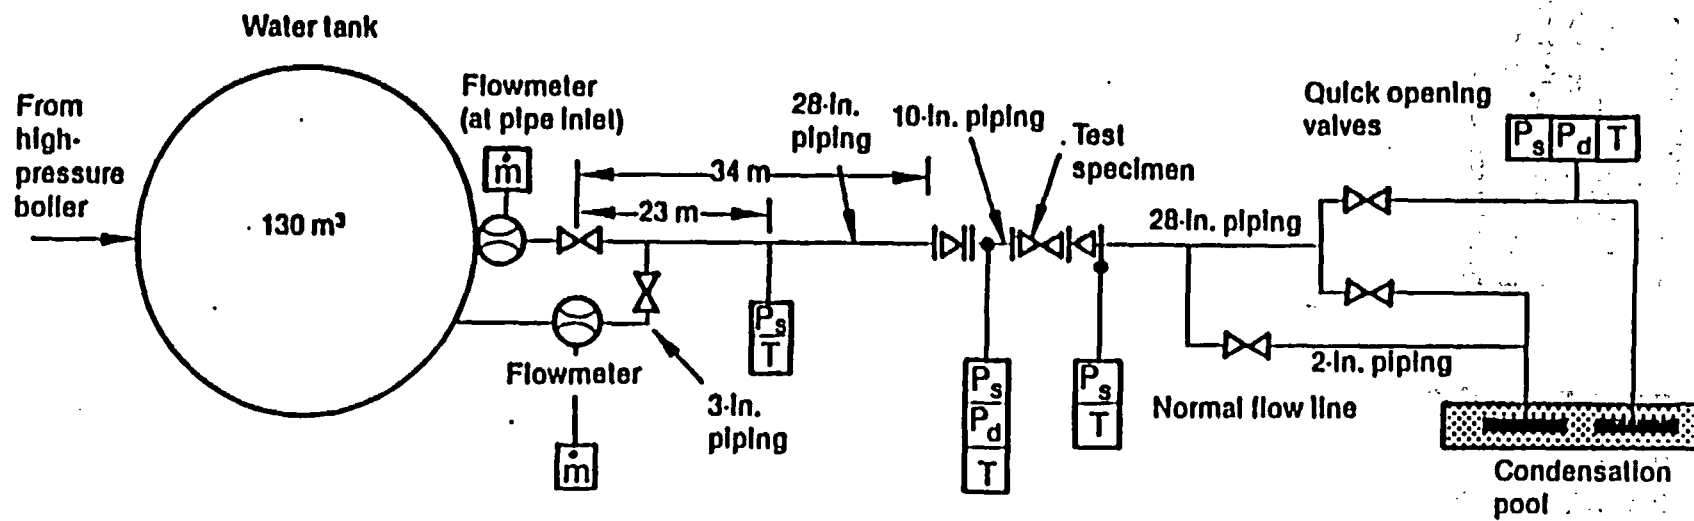 Water tank
From
high-
pressure
boiler
130 m³
Flowmeter
(at pipe inlet)
ṁ
34 m
23 m
28-in.
piping
10-in. piping
Test
specimen
Quick opening
valves
Ps Pd T
28-in. piping
Ps
T
Flowmeter
ṁ
3-in.
piping
Ps
Pd
T
Ps
T
2-in. piping
Normal flow line
Condensation
pool